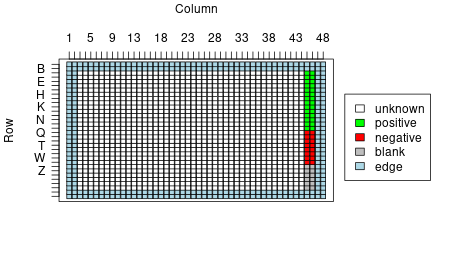 Column
1 5 9 13 18 23 28 33 38 43 48
Row
B
E
H
K
N
Q
T
W
Z
unknown
positive
negative
blank
edge